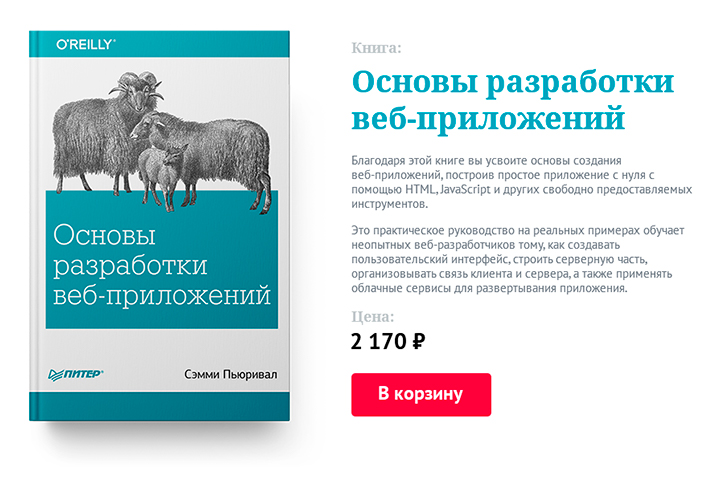 O'REILLY®
Основы
разработки
веб-приложений
ПИТЕР®
Сэмми Пьюривал
Книга:
Основы разработки
веб-приложений
Благодаря этой книге вы усвоите основы создания
веб-приложений, построив простое приложение с нуля с
помощью HTML, JavaScript и других свободно предоставляемых
инструментов.
Это практическое руководство на реальных примерах обучает
неопытных веб-разработчиков тому, как создавать
пользовательский интерфейс, строить серверную часть,
организовывать связь клиента и сервера, а также применять
облачные сервисы для развертывания приложения.
Цена:
2 170 ₽
В корзину